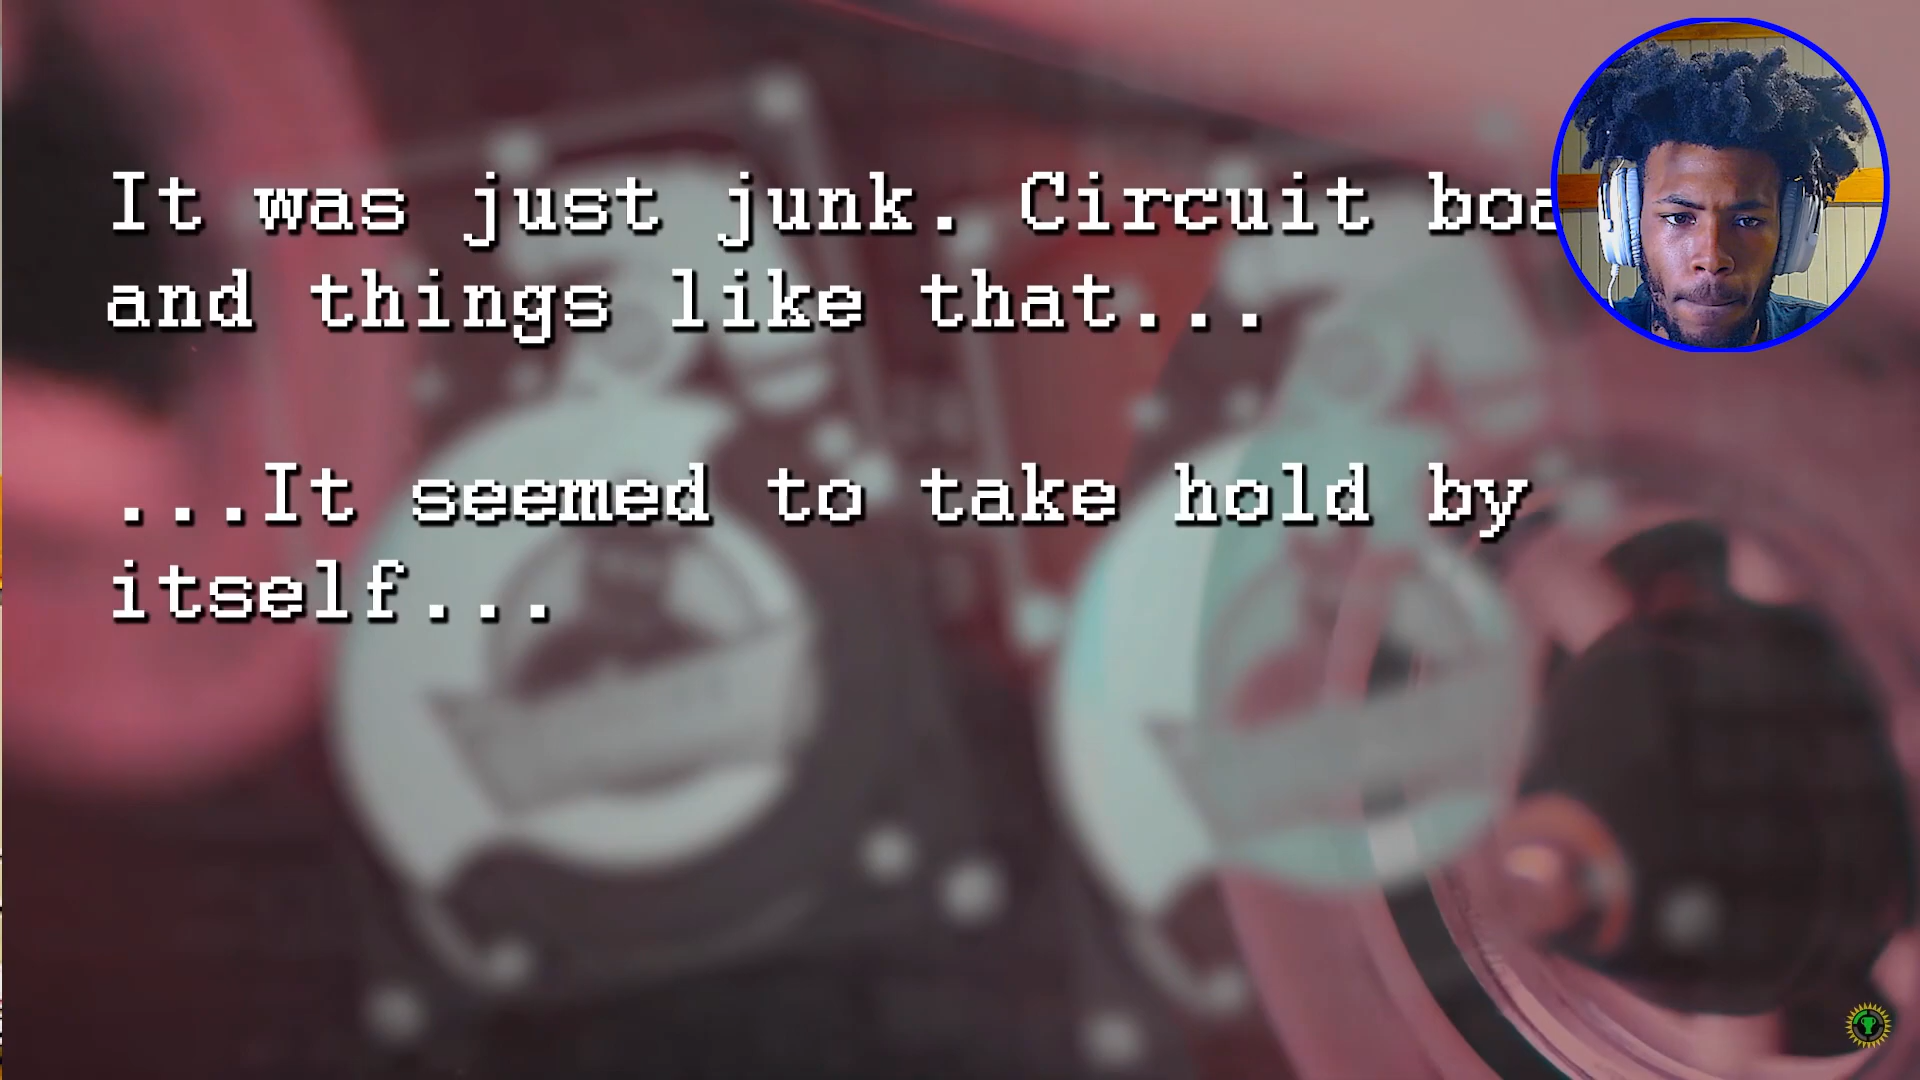 It was just junk. Circuit boa
and things like that...
...It seemed to take hold by
itself...